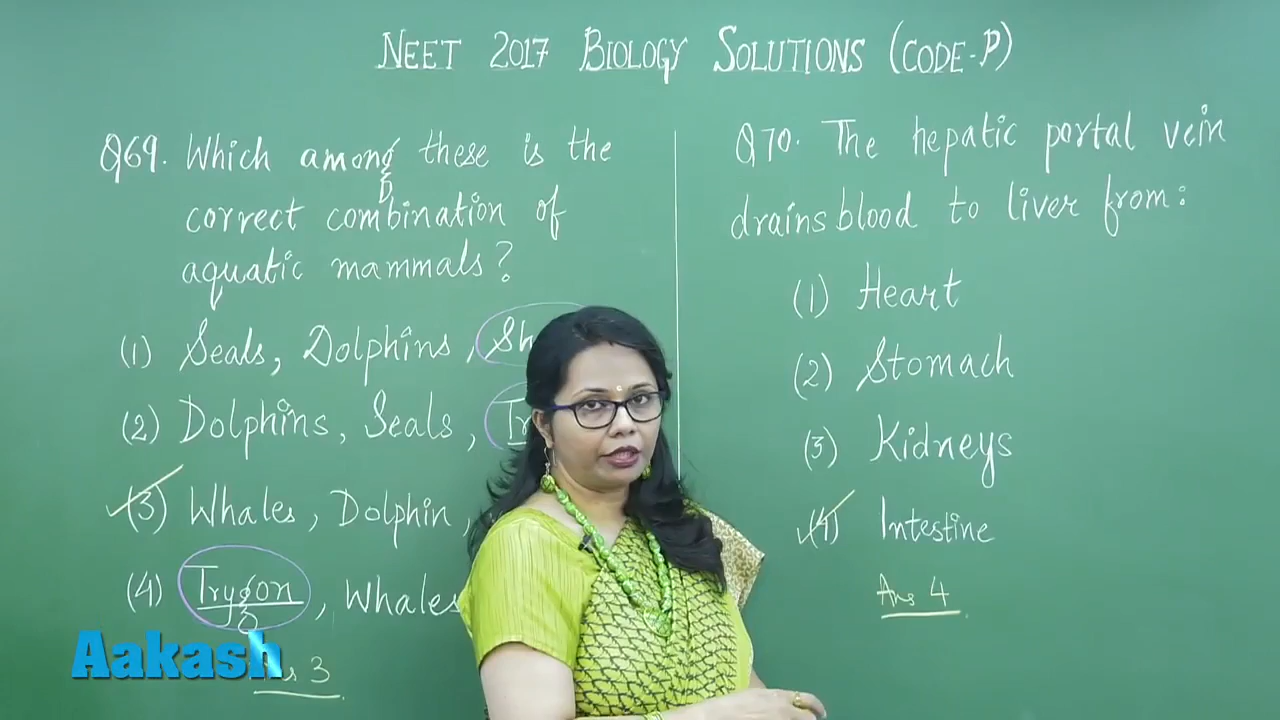 NEET 2017 BIOLOGY SOLUTIONS (CODE-P)
Q69. Which among these is the
correct combination of
aquatic mammals?
(1) Seals, Dolphins,
(2) Dolphins, Seals,
(3) Whales, Dolphin,
(4) Trygon, Whales
3
Q70. The hepatic portal vein
drains blood to liver from:
(1) Heart
(2) Stomach
(3) Kidneys
(4) Intestine
Ans 4
Aakash